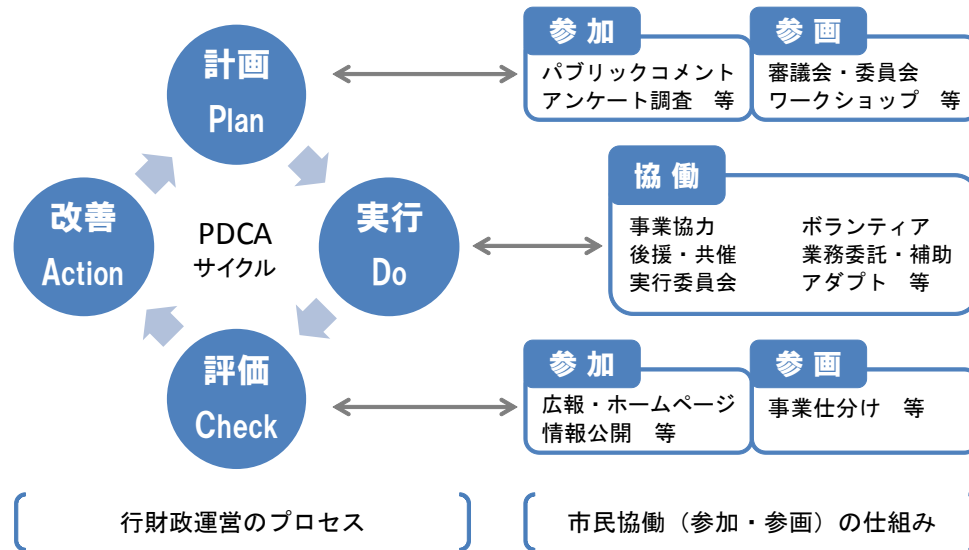 計画
Plan
実行
Do
評価
Check
改善
Action
PDCA
サイクル
参加
パブリックコメント
アンケート調査　等
参画
審議会・委員会
ワークショップ　等
協働
事業協力
後援・共催
実行委員会
ボランティア
業務委託・補助
アダプト　等
参加
広報・ホームページ
情報公開　等
参画
事業仕分け　等
行財政運営のプロセス
市民協働（参加・参画）の仕組み